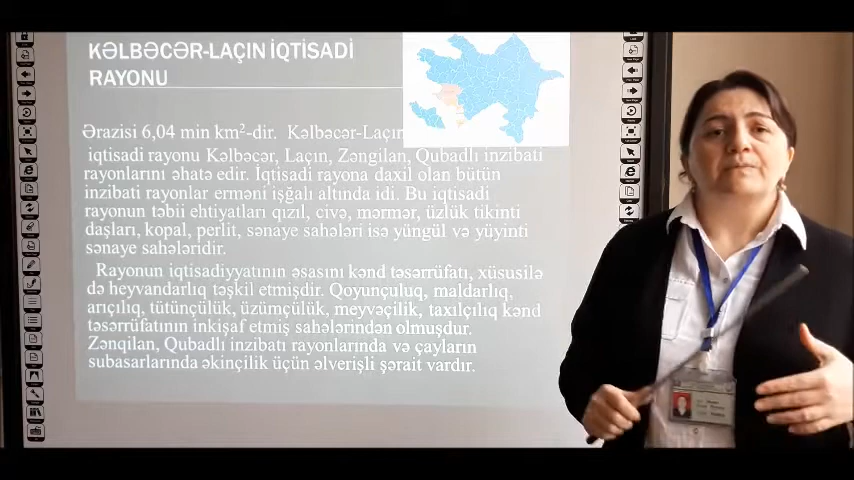 KƏLBƏCƏR-LAÇIN İQTİSADİ
RAYONU
Ərazisi 6,04 min km²-dir. Kəlbəcər-Laçın
iqtisadi rayonu Kəlbəcər, Laçın, Zəngilan, Qubadlı inzibati
rayonlarını əhatə edir. İqtisadi rayona daxil olan bütün
inzibati rayonlar erməni işğalı altında idi. Bu iqtisadi
rayonun təbii ehtiyatları qızıl, civə, mərmər, üzlük tikinti
daşları, kopal, perlit, sənaye sahələri isə yüngül və yüyinti
sənaye sahələridir.
Rayonun iqtisadiyyatının əsasını kənd təsərrüfatı, xüsusilə
də heyvandarlıq təşkil etmişdir. Qoyunçuluq, maldarlıq,
arıçılıq, tütünçülük, üzümçülük, meyvəçilik, taxılçılıq kənd
təsərrüfatının inkişaf etmiş sahələrindən olmuşdur.
Zənqilan, Qubadlı inzibatı rayonlarında və çayların
subasarlarında əkinçilik üçün əlverişli şərait vardır.